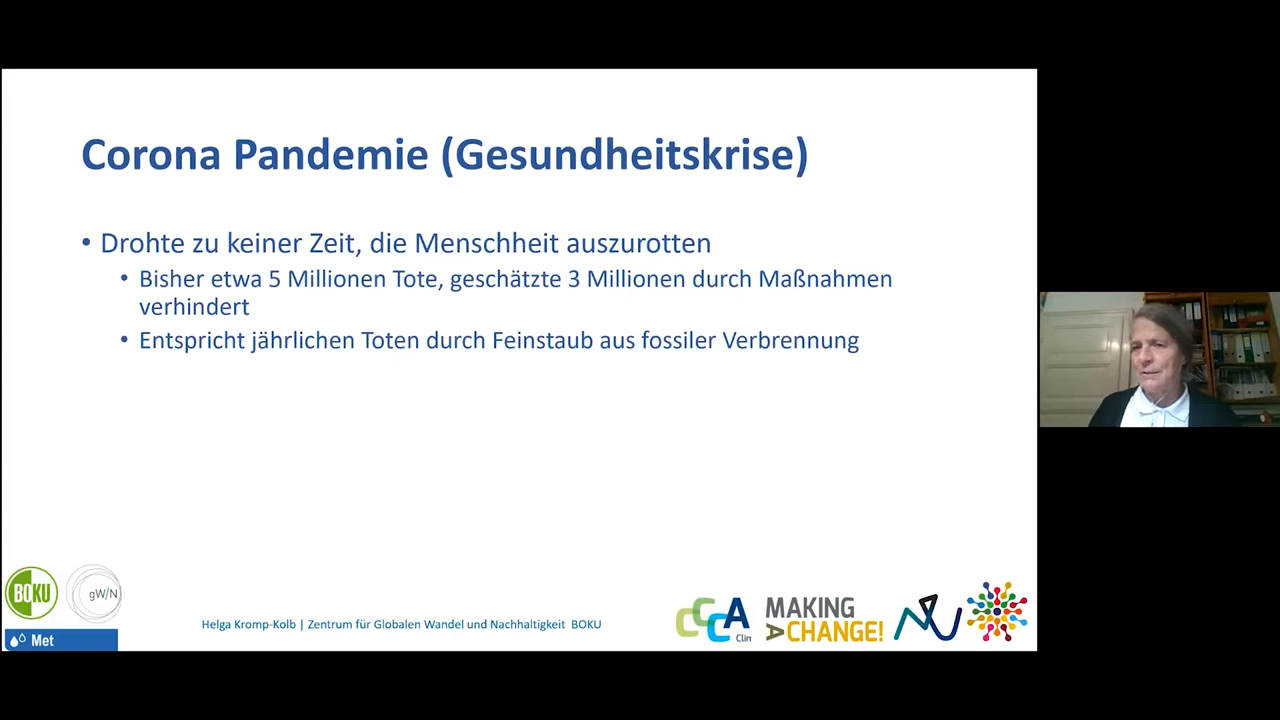 Corona Pandemie (Gesundheitskrise)
• Drohte zu keiner Zeit, die Menschheit auszurotten
• Bisher etwa 5 Millionen Tote, geschätzte 3 Millionen durch Maßnahmen
verhindert
• Entspricht jährlichen Toten durch Feinstaub aus fossiler Verbrennung
BOKU
gW/N
Met
Helga Kromp-Kolb | Zentrum für Globalen Wandel und Nachhaltigkeit BOKU
CCCA
Clin
MAKING
A CHANGE!